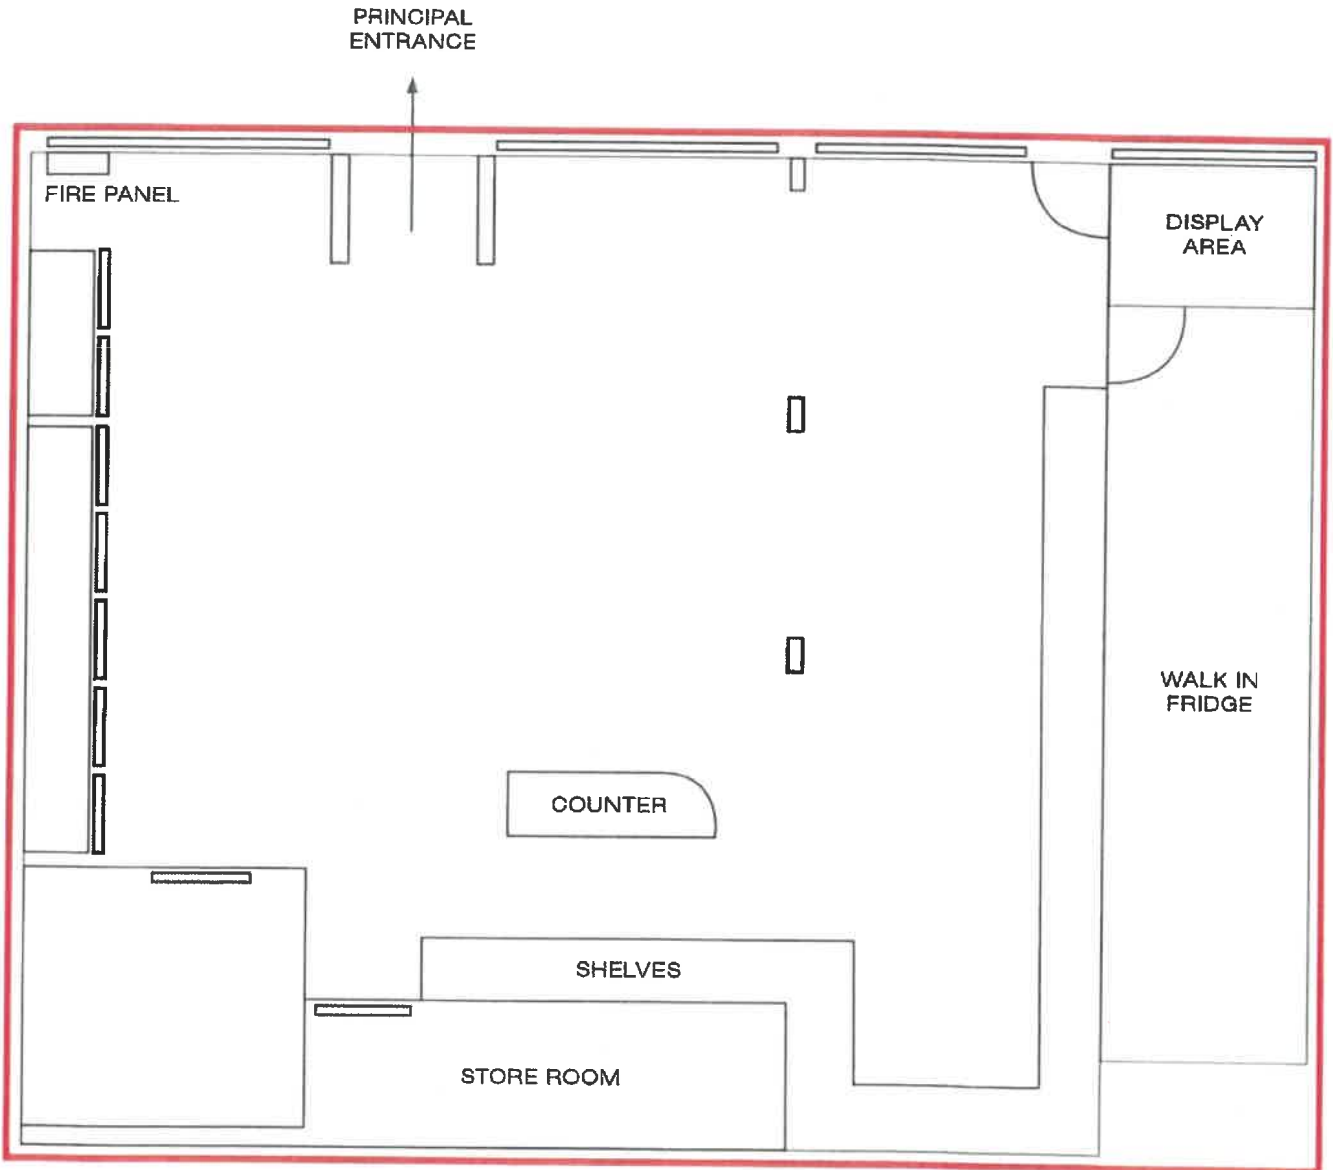 PRINCIPAL
ENTRANCE
FIRE PANEL
DISPLAY
AREA
WALK IN
FRIDGE
COUNTER
SHELVES
STORE ROOM